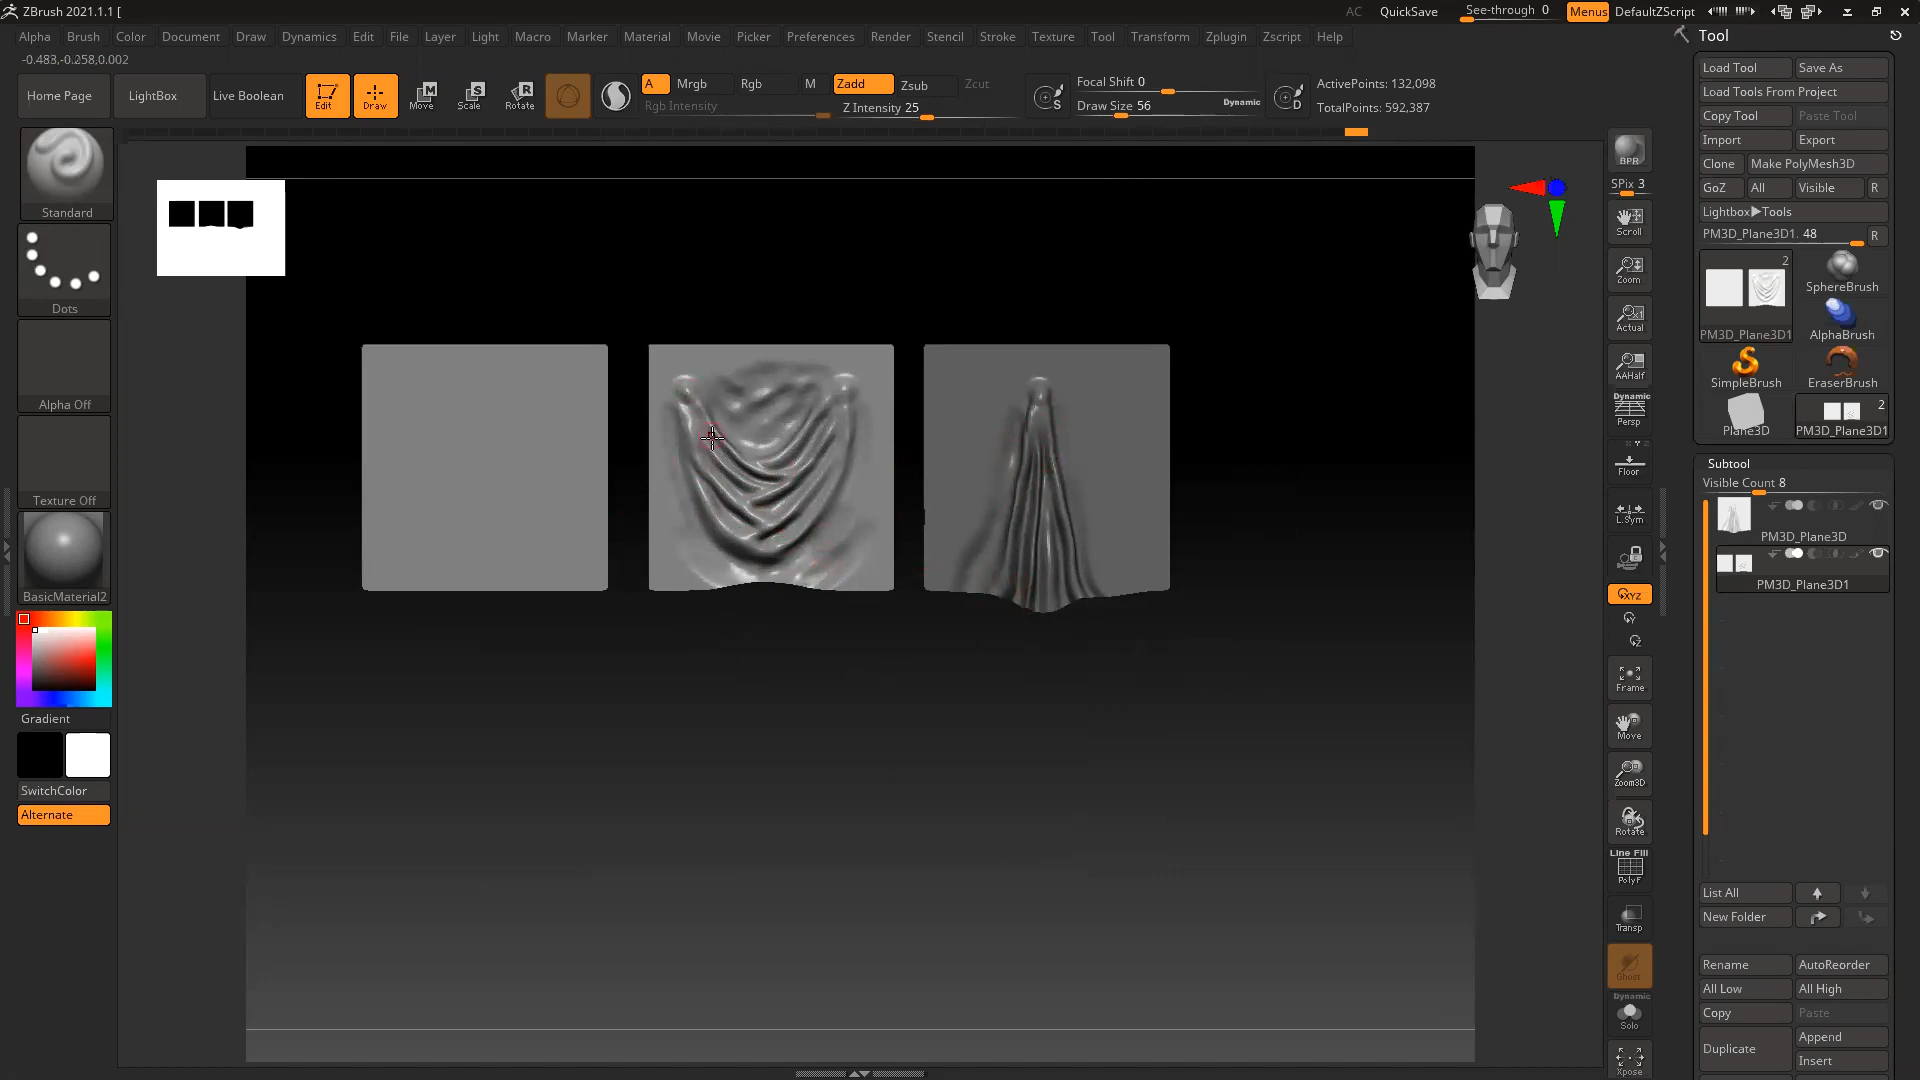 ZBrush 2021.1.1 [
AC QuickSave See-through 0 Menus DefaultZScript
Alpha Brush Color Document Draw Dynamics Edit File Layer Light Macro Marker Material Movie Picker Preferences Render Stencil Stroke Texture Tool Transform Zplugin Zscript Help
-0.483,-0.258,0.002
Home Page LightBox Live Boolean Edit Draw Move Scale Rotate
A Mrgb Rgb M Zadd Zsub Zcut
Rgb Intensity Z Intensity 25
S Focal Shift 0
Draw Size 56 Dynamic
D ActivePoints: 132,098
TotalPoints: 592,387
Standard
Dots
Alpha Off
Texture Off
BasicMaterial2
Gradient
SwitchColor
Alternate
BPR
SPix 3
Scroll
Zoom
Actual
AAHalf
Dynamic
Persp
Floor
L.Sym
XYZ
Y
Z
Frame
Move
Zoom3D
Rotate
Line Fill
PolyF
Transp
Ghost
Dynamic
Solo
Xpose
Tool
Load Tool Save As
Load Tools From Project
Copy Tool Paste Tool
Import Export
Clone Make PolyMesh3D
GoZ All Visible R
Lightbox▶Tools
PM3D_Plane3D1. 48 R
2
PM3D_Plane3D1
SphereBrush
AlphaBrush
SimpleBrush EraserBrush
Plane3D 2
PM3D_Plane3D1
Subtool
Visible Count 8
PM3D_Plane3D
PM3D_Plane3D1
List All
New Folder
Rename AutoReorder
All Low All High
Copy Paste
Duplicate Append
Insert